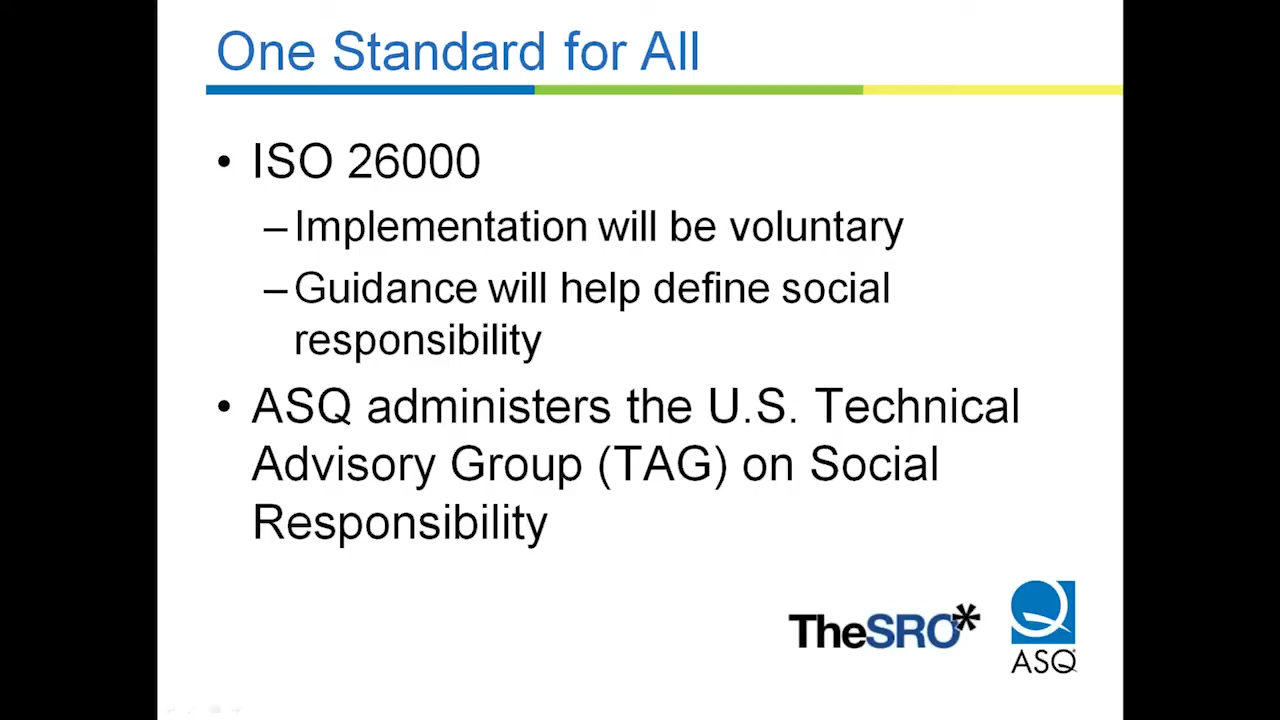 One Standard for All
• ISO 26000
– Implementation will be voluntary
– Guidance will help define social
responsibility
• ASQ administers the U.S. Technical
Advisory Group (TAG) on Social
Responsibility
TheSRO*
ASQ